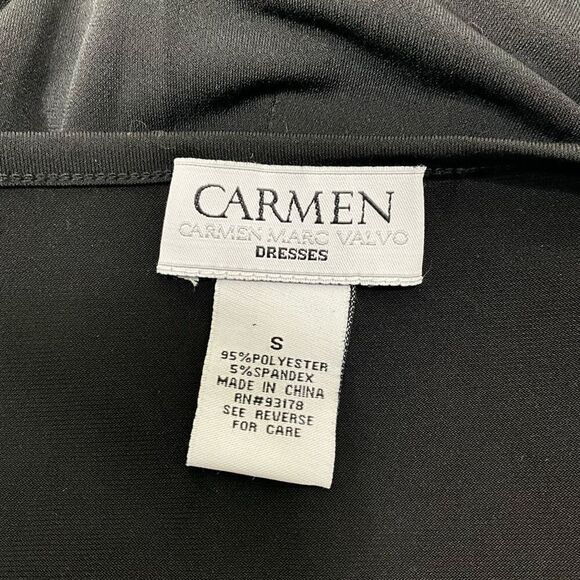 CARMEN
CARMEN MARC VALVO
DRESSES
S
95%POLYESTER
5%SPANDEX
MADE IN CHINA
RN#93178
SEE REVERSE
FOR CARE